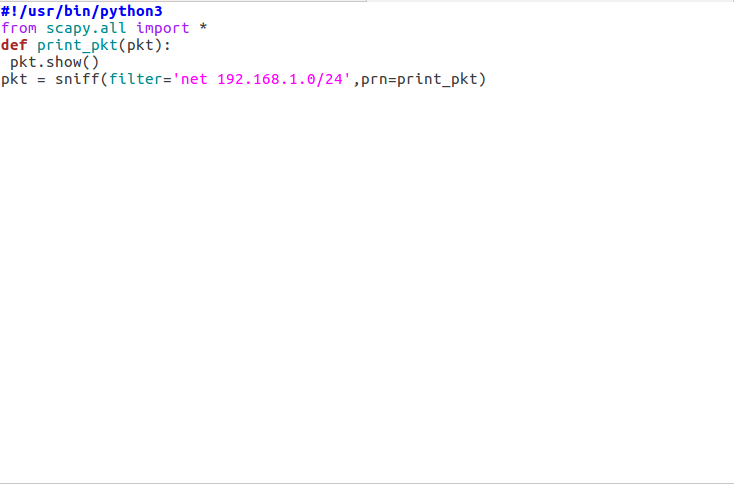 #!/usr/bin/python3
from scapy.all import *
def print_pkt(pkt):
 pkt.show()
pkt = sniff(filter='net 192.168.1.0/24',prn=print_pkt)